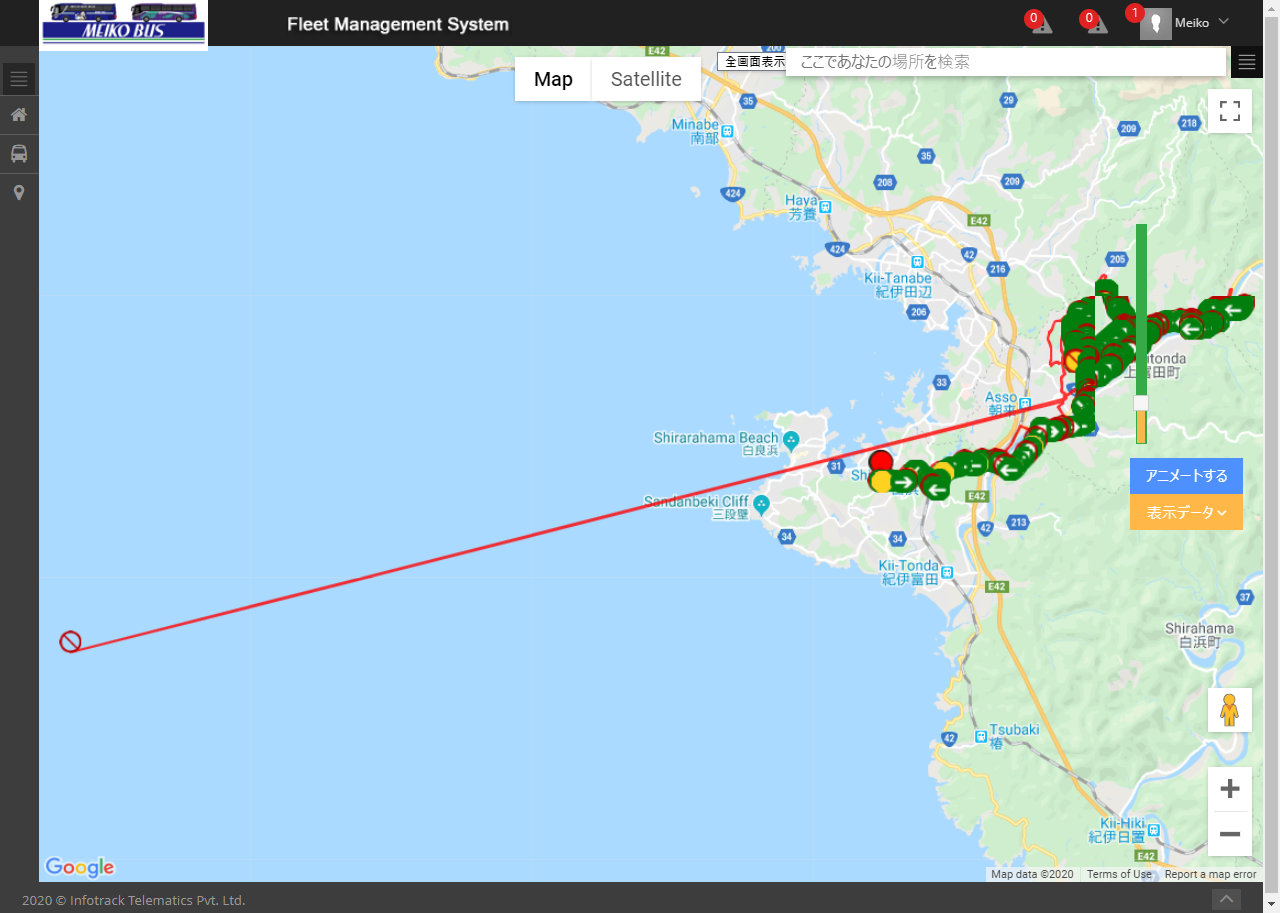 MEIKO BUS
Fleet Management System
0
0
1
Meiko
Map
Satellite
全画面表示
ここであなたの場所を検索
E42
200
35
29
Minabe
南部
209
218
35
424
208
209
Haya
芳養
E42
424
42
216
205
Kii-Tanabe
紀伊田辺
206
utonda
上富田町
33
Asso
朝来
Shirarahama Beach
白良浜
31
Sh
アニメートする
Sandanbeki Cliff
三段壁
E42
表示データ
34
34
42
213
Kii-Tonda
紀伊富田
E42
37
Shirahama
白浜町
42
Tsubaki
椿
Kii-Hiki
紀伊日置
E42
Google
Map data ©2020
Terms of Use
Report a map error
2020 © Infotrack Telematics Pvt. Ltd.